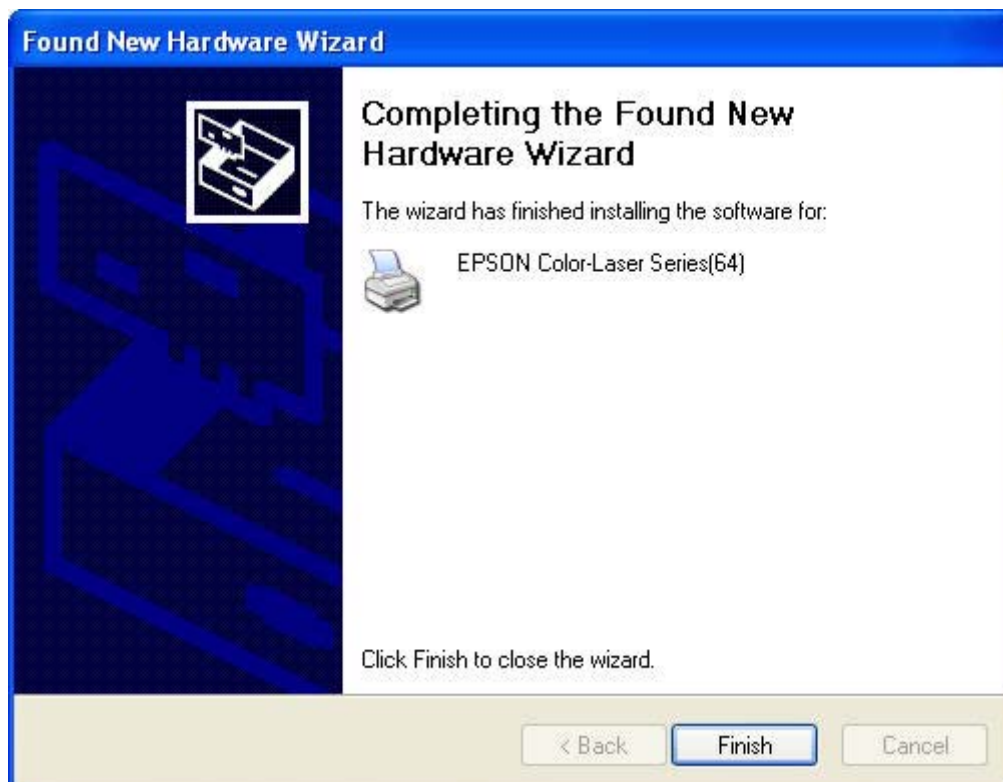 Found New Hardware Wizard
Completing the Found New
Hardware Wizard
The wizard has finished installing the software for:
EPSON Color-Laser Series(64)
Click Finish to close the wizard.
< Back Finish Cancel